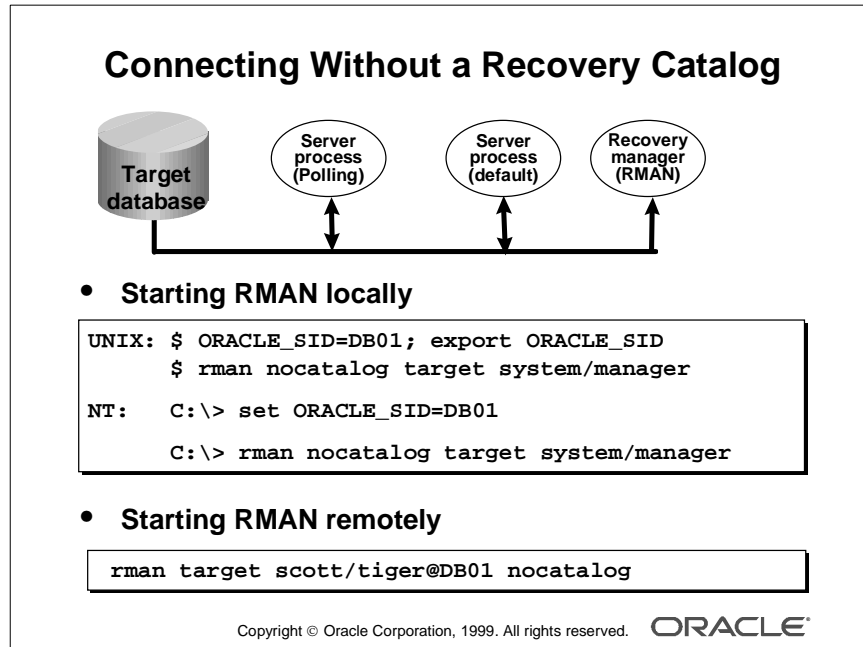 Connecting Without a Recovery Catalog
Target
database
Server
process
(Polling)
Server
process
(default)
Recovery
manager
(RMAN)
• Starting RMAN locally
UNIX: $ ORACLE_SID=DB01; export ORACLE_SID
$ rman nocatalog target system/manager
NT: C:\> set ORACLE_SID=DB01
C:\> rman nocatalog target system/manager
• Starting RMAN remotely
rman target scott/tiger@DB01 nocatalog
Copyright © Oracle Corporation, 1999. All rights reserved. ORACLE®